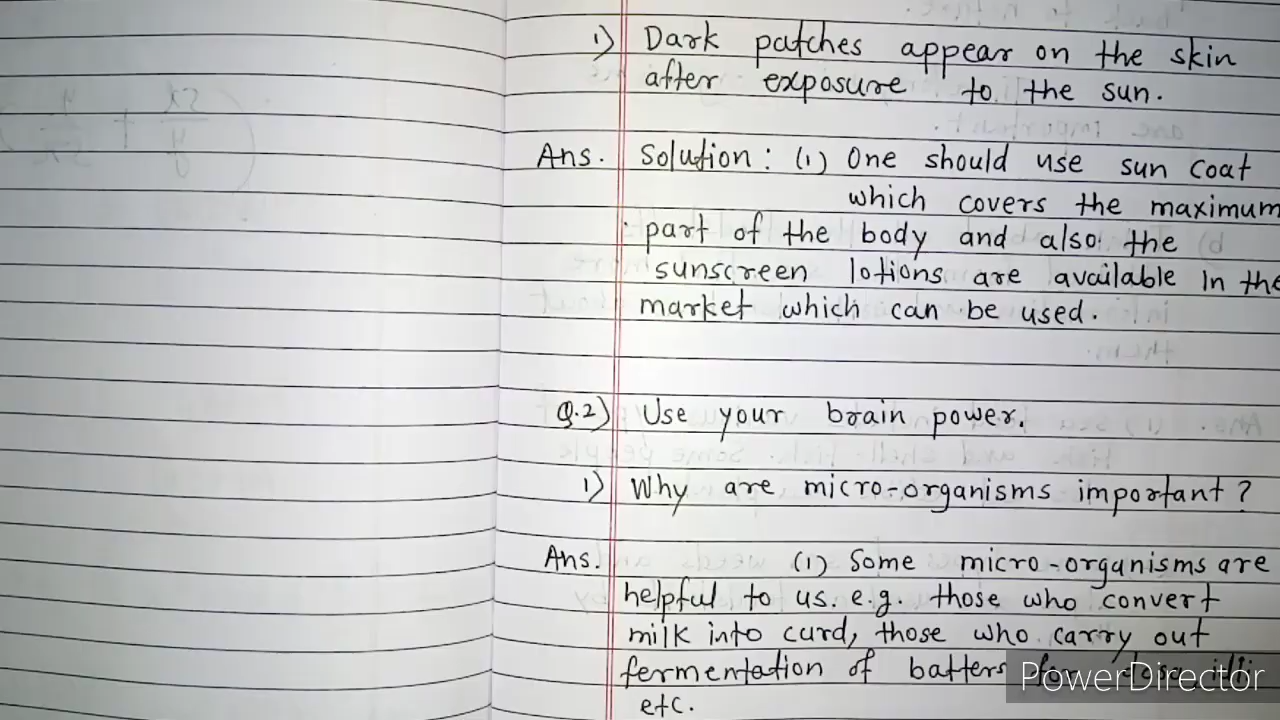 1) Dark patches appear on the skin
after exposure to the sun.
Ans. Solution: (1) One should use sun coat
which covers the maximum
part of the body and also the
sunscreen lotions are available in the
market which can be used.
Q.2) Use your brain power.
1) Why are micro-organisms important?
Ans. (1) Some micro-organisms are
helpful to us. e.g. those who convert
milk into curd, those who carry out
fermentation of batters for dosa, idli
etc.
PowerDirector